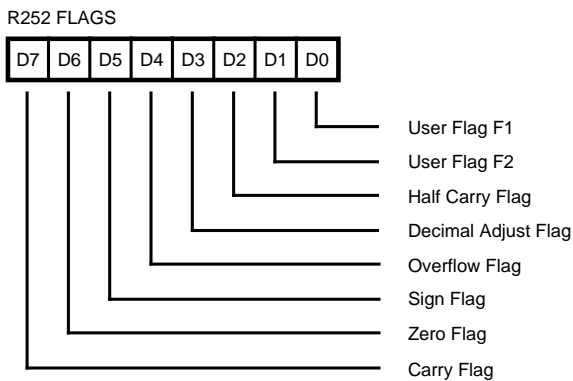 R252 FLAGS
D7 D6 D5 D4 D3 D2 D1 D0
User Flag F1
User Flag F2
Half Carry Flag
Decimal Adjust Flag
Overflow Flag
Sign Flag
Zero Flag
Carry Flag